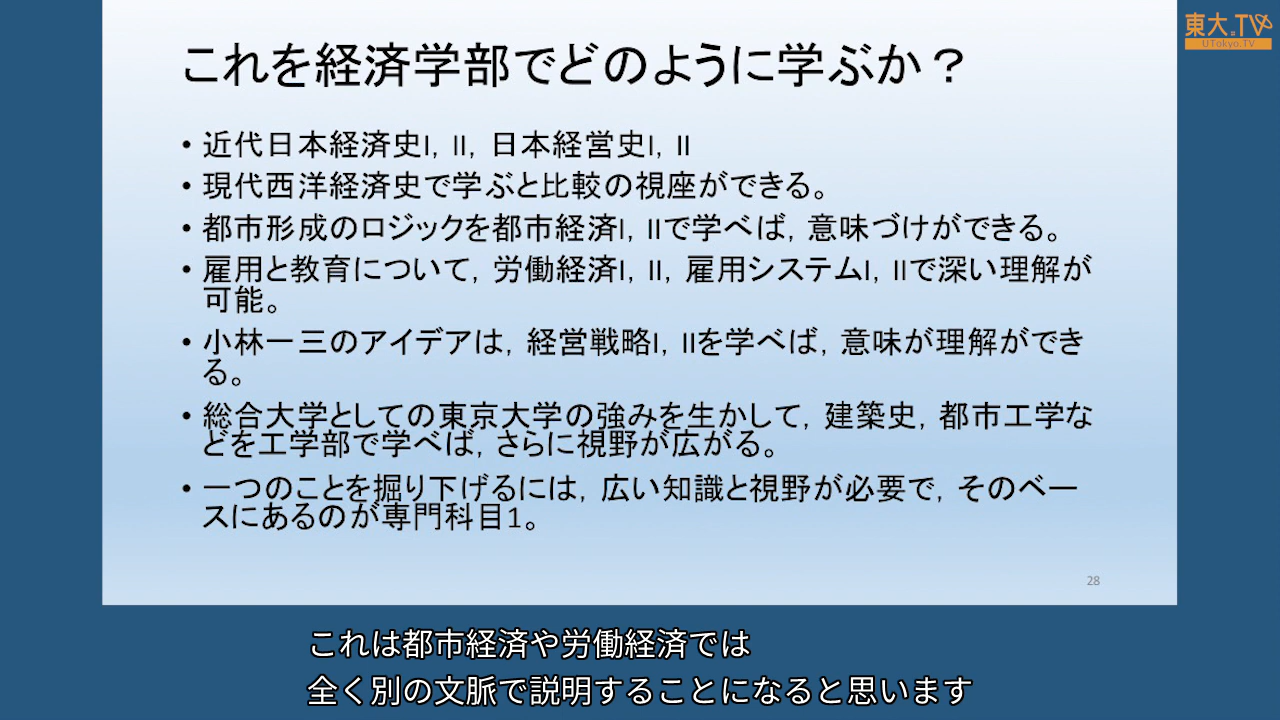 東大.TV
UTokyo.TV
これを経済学部でどのように学ぶか？
• 近代日本経済史I, II, 日本経営史I, II
• 現代西洋経済史で学ぶと比較の視座ができる。
• 都市形成のロジックを都市経済I, IIで学べば, 意味づけができる。
• 雇用と教育について, 労働経済I, II, 雇用システムI, IIで深い理解が
可能。
• 小林一三のアイデアは, 経営戦略I, IIを学べば, 意味が理解ができ
る。
• 総合大学としての東京大学の強みを生かして, 建築史, 都市工学な
どを工学部で学べば, さらに視野が広がる。
• 一つのことを掘り下げるには, 広い知識と視野が必要で, そのベー
スにあるのが専門科目1。
28
これは都市経済や労働経済では
全く別の文脈で説明することになると思います